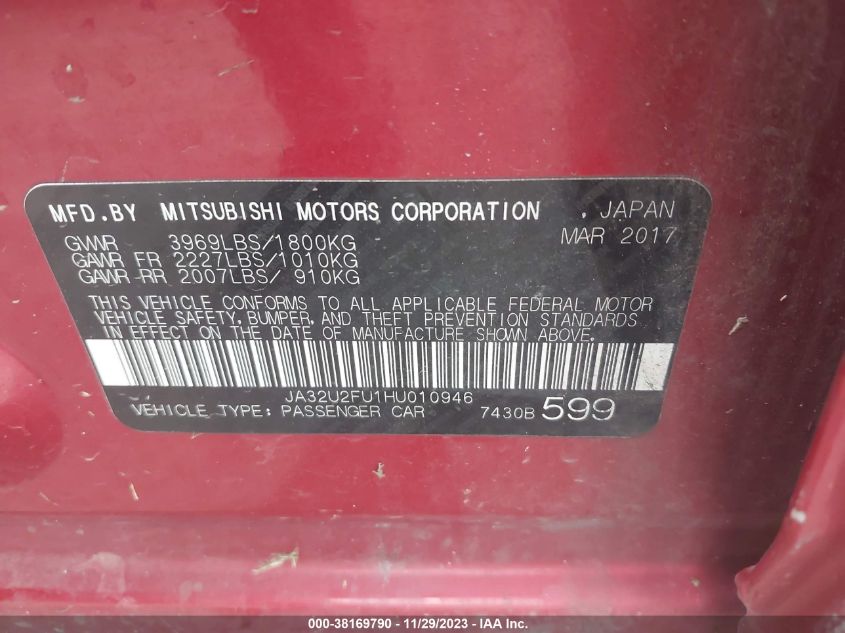 MFD.BY MITSUBISHI MOTORS CORPORATION , JAPAN
MAR 2017
GVWR 3969LBS/1800KG
GAWR FR 2227LBS/1010KG
GAWR RR 2007LBS/ 910KG
THIS VEHICLE CONFORMS TO ALL APPLICABLE FEDERAL MOTOR
VEHICLE SAFETY, BUMPER, AND THEFT PREVENTION STANDARDS
IN EFFECT ON THE DATE OF MANUFACTURE SHOWN ABOVE.
JA32U2FU1HU010946
VEHICLE TYPE: PASSENGER CAR 7430B 599
000-38169790 - 11/29/2023 - IAA Inc.